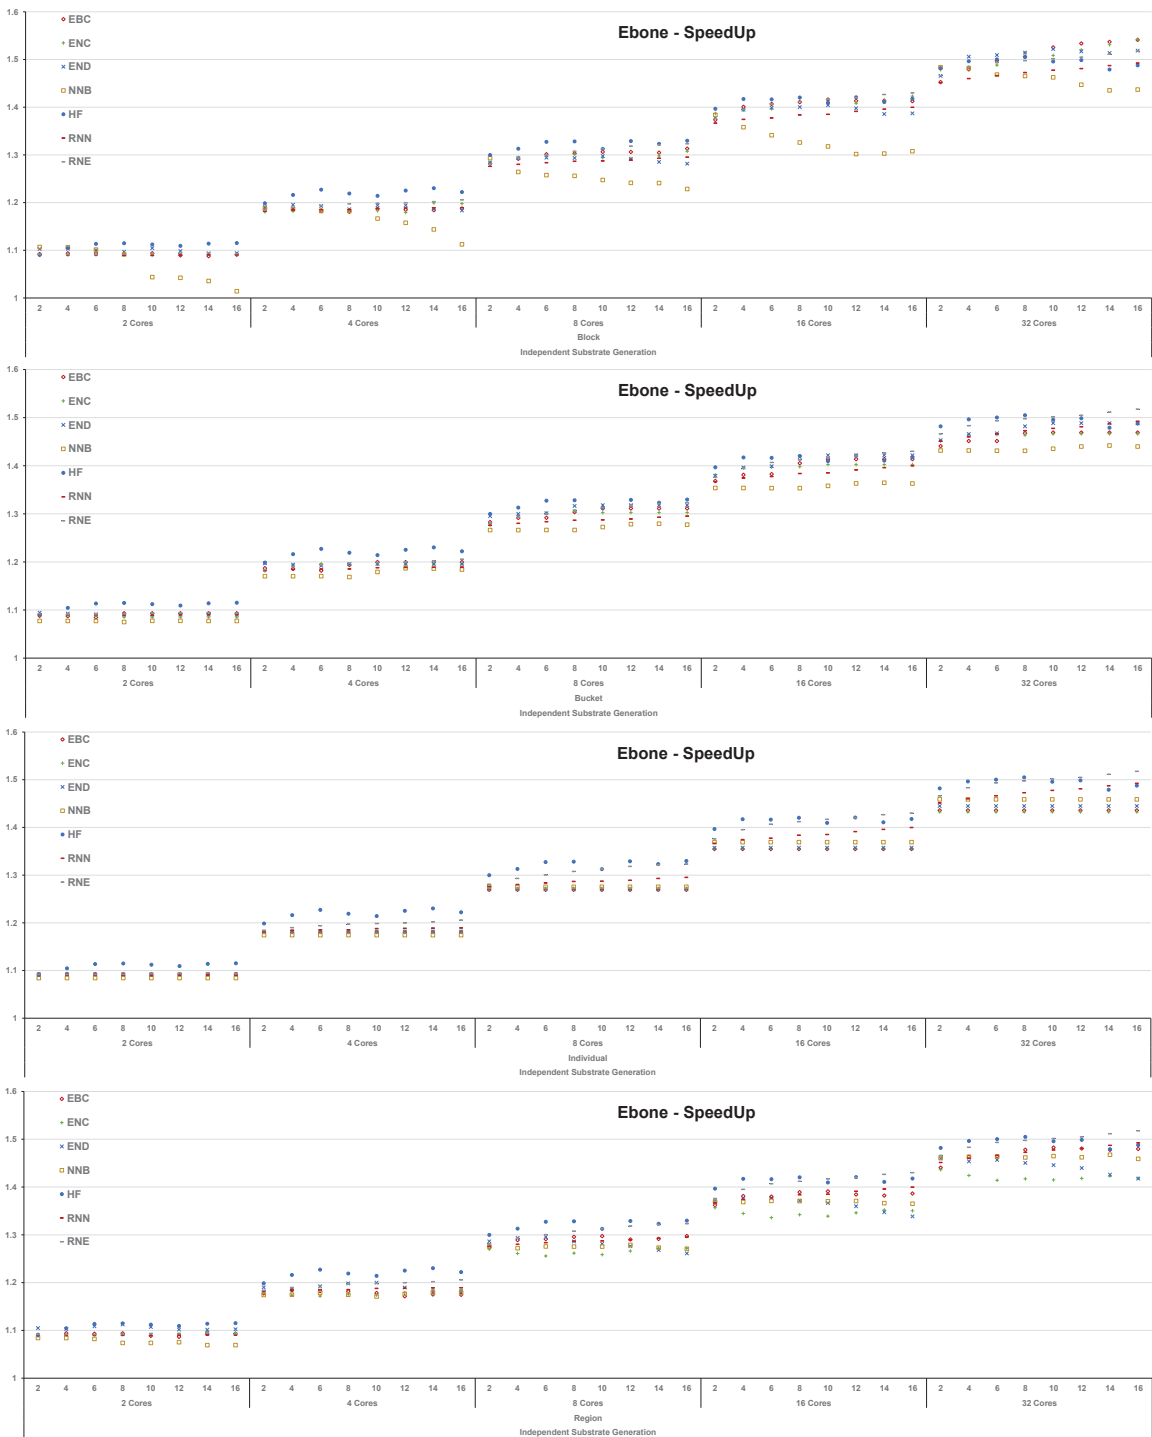 Ebone - SpeedUp
1.6
1.5
1.4
1.3
1.2
1.1
1
EBC
ENC
END
NNB
HF
RNN
RNE
2 4 6 8 10 12 14 16 2 4 6 8 10 12 14 16 2 4 6 8 10 12 14 16 2 4 6 8 10 12 14 16 2 4 6 8 10 12 14 16
2 Cores 4 Cores 8 Cores 16 Cores 32 Cores
Block
Independent Substrate Generation
Ebone - SpeedUp
1.6
1.5
1.4
1.3
1.2
1.1
1
EBC
ENC
END
NNB
HF
RNN
RNE
2 4 6 8 10 12 14 16 2 4 6 8 10 12 14 16 2 4 6 8 10 12 14 16 2 4 6 8 10 12 14 16 2 4 6 8 10 12 14 16
2 Cores 4 Cores 8 Cores 16 Cores 32 Cores
Bucket
Independent Substrate Generation
Ebone - SpeedUp
1.6
1.5
1.4
1.3
1.2
1.1
1
EBC
ENC
END
NNB
HF
RNN
RNE
2 4 6 8 10 12 14 16 2 4 6 8 10 12 14 16 2 4 6 8 10 12 14 16 2 4 6 8 10 12 14 16 2 4 6 8 10 12 14 16
2 Cores 4 Cores 8 Cores 16 Cores 32 Cores
Individual
Independent Substrate Generation
Ebone - SpeedUp
1.6
1.5
1.4
1.3
1.2
1.1
1
EBC
ENC
END
NNB
HF
RNN
RNE
2 4 6 8 10 12 14 16 2 4 6 8 10 12 14 16 2 4 6 8 10 12 14 16 2 4 6 8 10 12 14 16 2 4 6 8 10 12 14 16
2 Cores 4 Cores 8 Cores 16 Cores 32 Cores
Region
Independent Substrate Generation